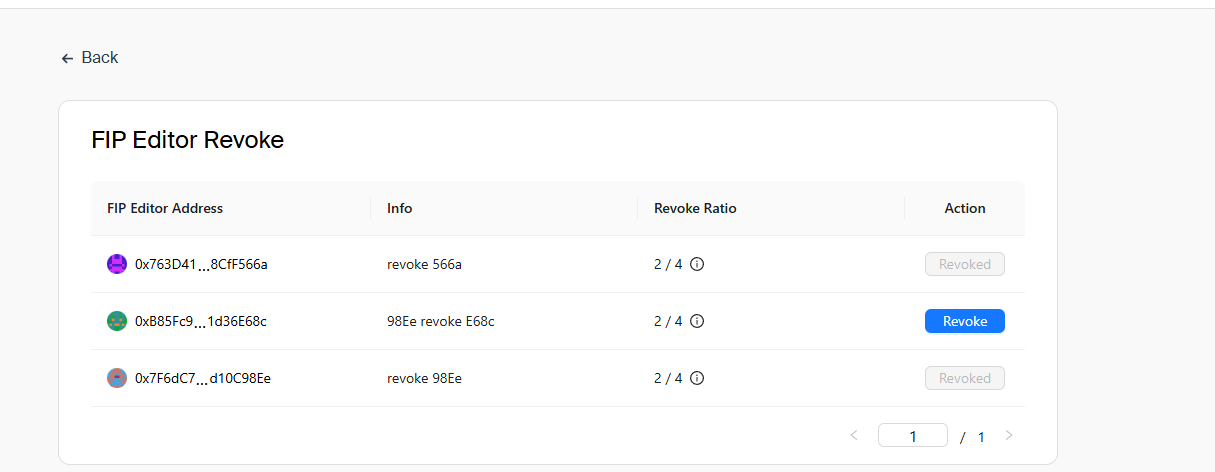 ← Back
FIP Editor Revoke
FIP Editor Address Info Revoke Ratio Action
0x763D41...8CfF566a revoke 566a 2 / 4 Revoked
0xB85Fc9...1d36E68c 98Ee revoke E68c 2 / 4 Revoke
0x7F6dC7...d10C98Ee revoke 98Ee 2 / 4 Revoked
< 1 / 1 >